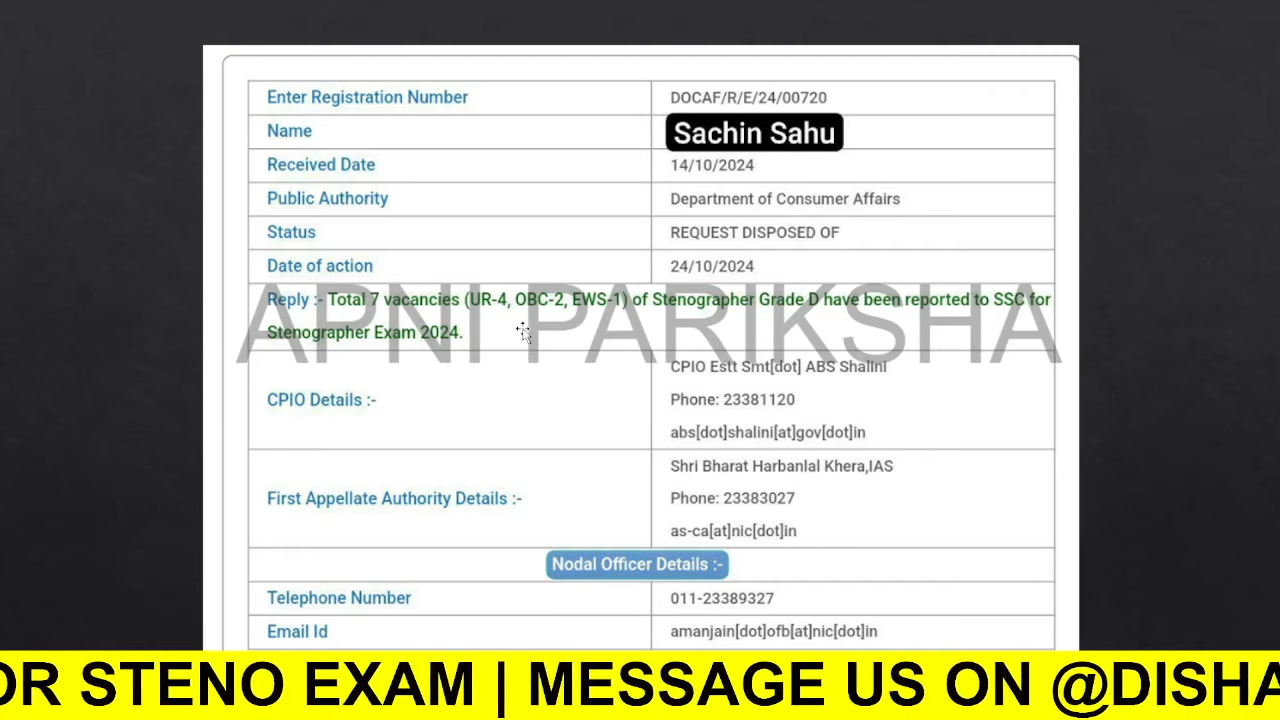 Enter Registration Number DOCAF/R/E/24/00720
Name Sachin Sahu
Received Date 14/10/2024
Public Authority Department of Consumer Affairs
Status REQUEST DISPOSED OF
Date of action 24/10/2024
Reply :- Total 7 vacancies (UR-4, OBC-2, EWS-1) of Stenographer Grade D have been reported to SSC for
Stenographer Exam 2024.
APNI PARIKSHA
CPIO Details :-
CPIO Estt Smt[dot] ABS Shalini
Phone: 23381120
abs[dot]shalini[at]gov[dot]in
First Appellate Authority Details :-
Shri Bharat Harbanlal Khera,IAS
Phone: 23383027
as-ca[at]nic[dot]in
Nodal Officer Details :-
Telephone Number 011-23389327
Email Id amanjain[dot]ofb[at]nic[dot]in
OR STENO EXAM | MESSAGE US ON @DISHA